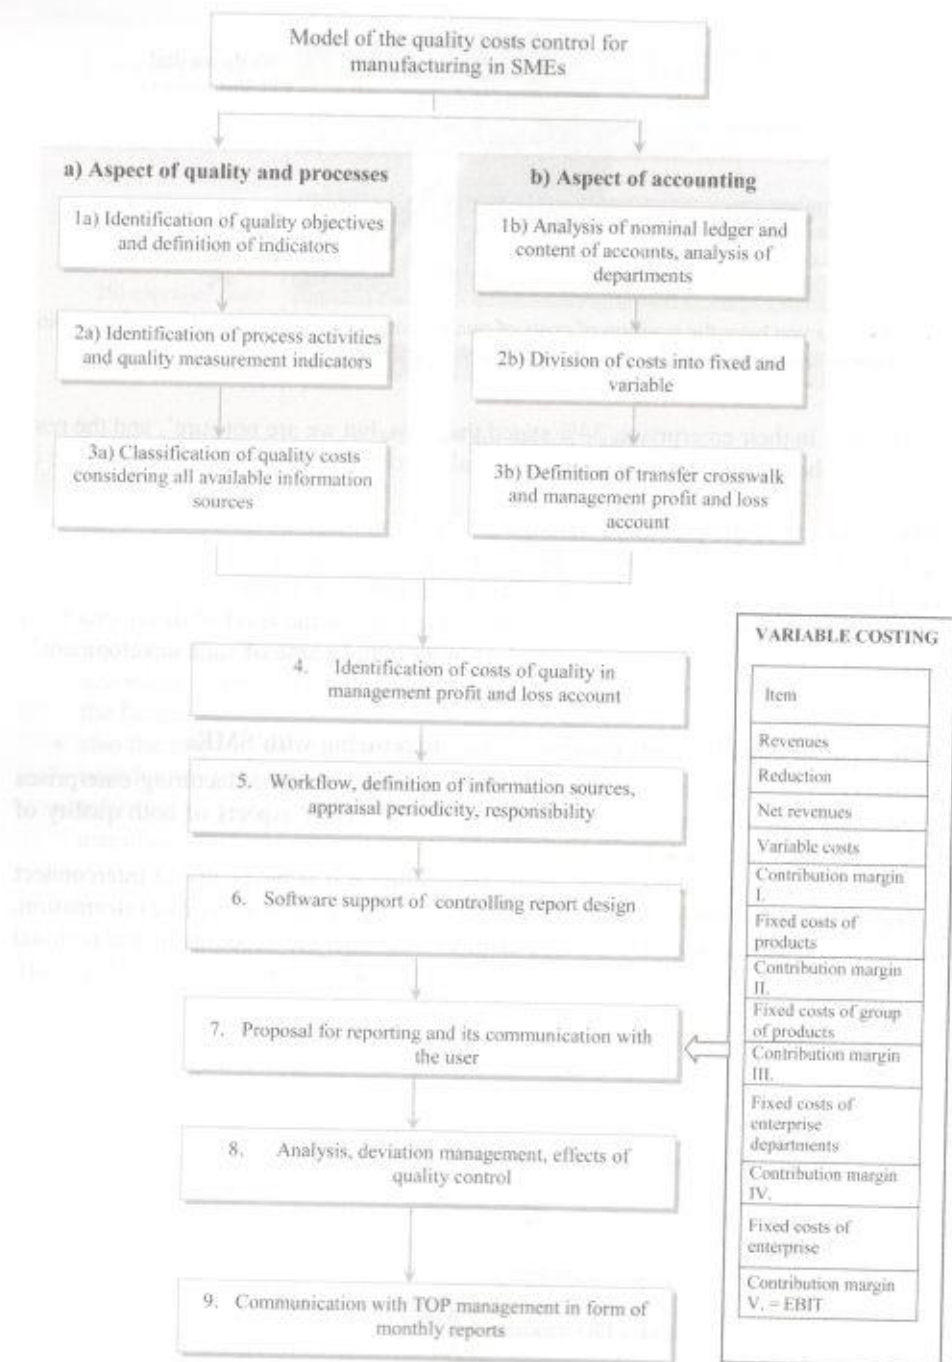 Model of the quality costs control for
manufacturing in SMEs
a) Aspect of quality and processes
1a) Identification of quality objectives
and definition of indicators
2a) Identification of process activities
and quality measurement indicators
3a) Classification of quality costs
considering all available information
sources
b) Aspect of accounting
1b) Analysis of nominal ledger and
content of accounts, analysis of
departments
2b) Division of costs into fixed and
variable
3b) Definition of transfer crosswalk
and management profit and loss
account
4. Identification of costs of quality in
management profit and loss account
5. Workflow, definition of information sources,
appraisal periodicity, responsibility
6. Software support of controlling report design
7. Proposal for reporting and its communication with
the user
8. Analysis, deviation management, effects of
quality control
9. Communication with TOP management in form of
monthly reports
VARIABLE COSTING
Item
Revenues
Reduction
Net revenues
Variable costs
Contribution margin
I.
Fixed costs of
products
Contribution margin
II.
Fixed costs of group
of products
Contribution margin
III.
Fixed costs of
enterprise
departments
Contribution margin
IV.
Fixed costs of
enterprise
Contribution margin
V. = EBIT